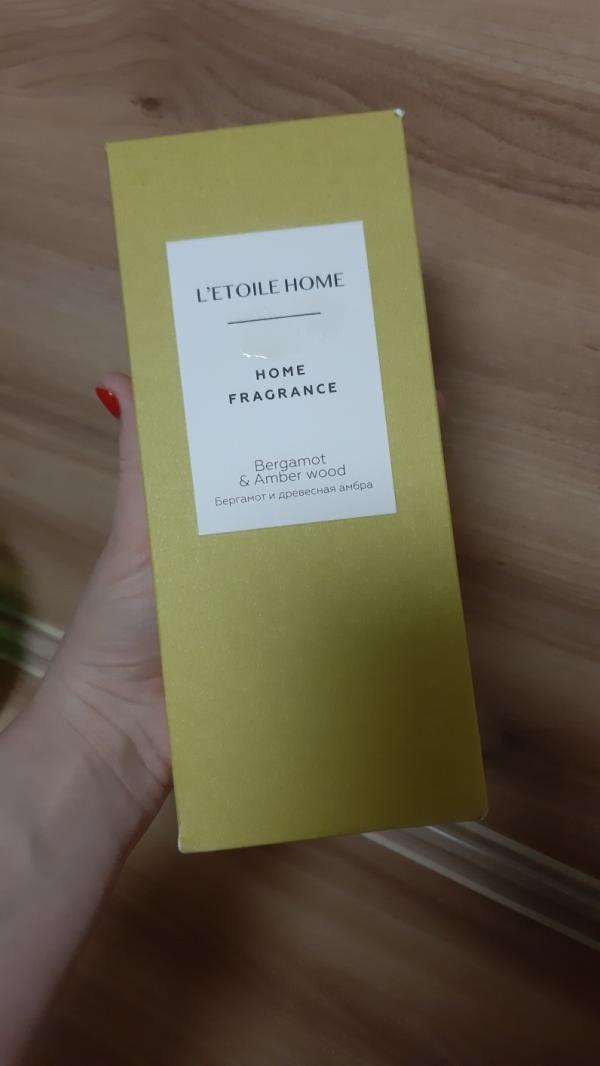 L'ETOILE HOME
HOME
FRAGRANCE
Bergamot
& Amber wood
Бергамот и древесная амбра